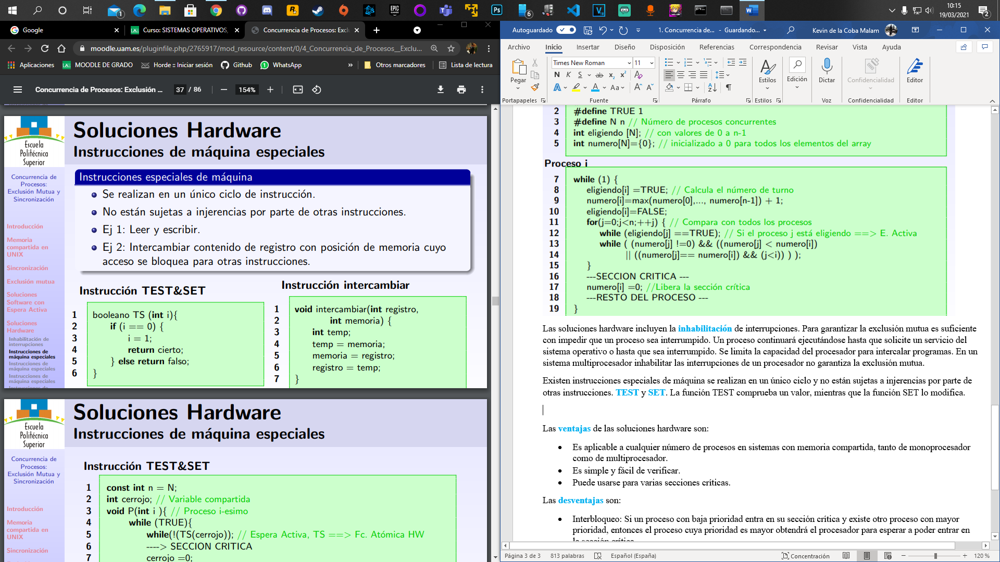 10:15
19/03/2021
1
6
2
Google
Curso: SISTEMAS OPERATIVOS,
Concurrencia de Procesos: Exclu
moodle.uam.es/pluginfile.php/2765917/mod_resource/content/0/4_Concurrencia_de_Procesos__Exclu...
Aplicaciones
MOODLE DE GRADO
Horde :: Iniciar sesión
Github
WhatsApp
»
Otros marcadores
Lista de lectura
Concurrencia de Procesos: Exclusión ...
37 / 86
154%
Escuela
Politécnica
Superior
Soluciones Hardware
Instrucciones de máquina especiales
Concurrencia de
Procesos:
Exclusión Mutua y
Sincronización
Introducción
Memoria
compartida en
UNIX
Sincronización
Exclusión mutua
Soluciones
Software con
Espera Activa
Soluciones
Hardware
Inhabilitación de
interrupciones
Instrucciones de
máquina especiales
Instrucciones de
máquina especiales
Instrucciones de
máquina especiales
Instrucciones especiales de máquina
Se realizan en un único ciclo de instrucción.
No están sujetas a injerencias por parte de otras instrucciones.
Ej 1: Leer y escribir.
Ej 2: Intercambiar contenido de registro con posición de memoria cuyo
acceso se bloquea para otras instrucciones.
Instrucción TEST&SET
1 booleano TS (int i){
2 if (i == 0) {
3 i = 1;
4 return cierto;
5 } else return falso;
6 }
Instrucción intercambiar
1 void intercambiar(int registro,
2 int memoria) {
3 int temp;
4 temp = memoria;
5 memoria = registro;
6 registro = temp;
7 }
Escuela
Politécnica
Superior
Soluciones Hardware
Instrucciones de máquina especiales
Concurrencia de
Procesos:
Exclusión Mutua y
Sincronización
Introducción
Memoria
compartida en
UNIX
Sincronización
Instrucción TEST&SET
1 const int n = N;
2 int cerrojo; // Variable compartida
3 void P(int i ){ // Proceso i-esimo
4 while (TRUE){
5 while(!(TS(cerrojo)); // Espera Activa, TS ==> Fc. Atómica HW
6 ----> SECCION CRITICA
7 cerrojo =0;
Autoguardado
1. Concurrencia de... - Guardando...
Kevin de la Coba Malam
Archivo
Inicio
Insertar
Diseño
Disposición
Referencias
Correspondencia
Revisar
Vista
Ayuda
Pegar
Portapapeles
Times New Roman
11
N K S ab x₂ x²
Aa
Fuente
Párrafo
Estilos
Estilos
Edición
Dictar
Voz
Confidencialidad
Confidencialidad
Editor
Editor
2 #define TRUE 1
3 #define N n // Número de procesos concurrentes
4 int eligiendo [N]; // con valores de 0 a n-1
5 int numero[N]={0}; // inicializado a 0 para todos los elementos del array
Proceso i
7 while (1) {
8 eligiendo[i] =TRUE; // Calcula el número de turno
9 numero[i]=max(numero[0],..., numero[n-1]) + 1;
10 eligiendo[i]=FALSE;
11 for(j=0;j<n;++j) { // Compara con todos los procesos
12 while (eligiendo[j] ==TRUE); // Si el proceso j está eligiendo ==> E. Activa
13 while ( (numero[j] !=0) && ((numero[j] < numero[i])
14 || ((numero[j]== numero[i]) && (j<i)) ) );
15 }
16 ---SECCION CRITICA ---
17 numero[i] =0; //Libera la sección crítica
18 ---RESTO DEL PROCESO ---
19 }
Las soluciones hardware incluyen la inhabilitación de interrupciones. Para garantizar la exclusión mutua es suficiente
con impedir que un proceso sea interrumpido. Un proceso continuará ejecutándose hasta que solicite un servicio del
sistema operativo o hasta que sea interrumpido. Se limita la capacidad del procesador para intercalar programas. En un
sistema multiprocesador inhabilitar las interrupciones de un procesador no garantiza la exclusión mutua.
Existen instrucciones especiales de máquina se realizan en un único ciclo y no están sujetas a injerencias por parte de
otras instrucciones. TEST y SET. La función TEST comprueba un valor, mientras que la función SET lo modifica.
Las ventajas de las soluciones hardware son:
Es aplicable a cualquier número de procesos en sistemas con memoria compartida, tanto de monoprocesador
como de multiprocesador.
Es simple y fácil de verificar.
Puede usarse para varias secciones críticas.
Las desventajas son:
Interbloqueo: Si un proceso con baja prioridad entra en su sección crítica y existe otro proceso con mayor
prioridad, entonces el proceso cuya prioridad es mayor obtendrá el procesador para esperar a poder entrar en
la sección crítica
Página 3 de 3
813 palabras
Español (España)
Concentración
120 %